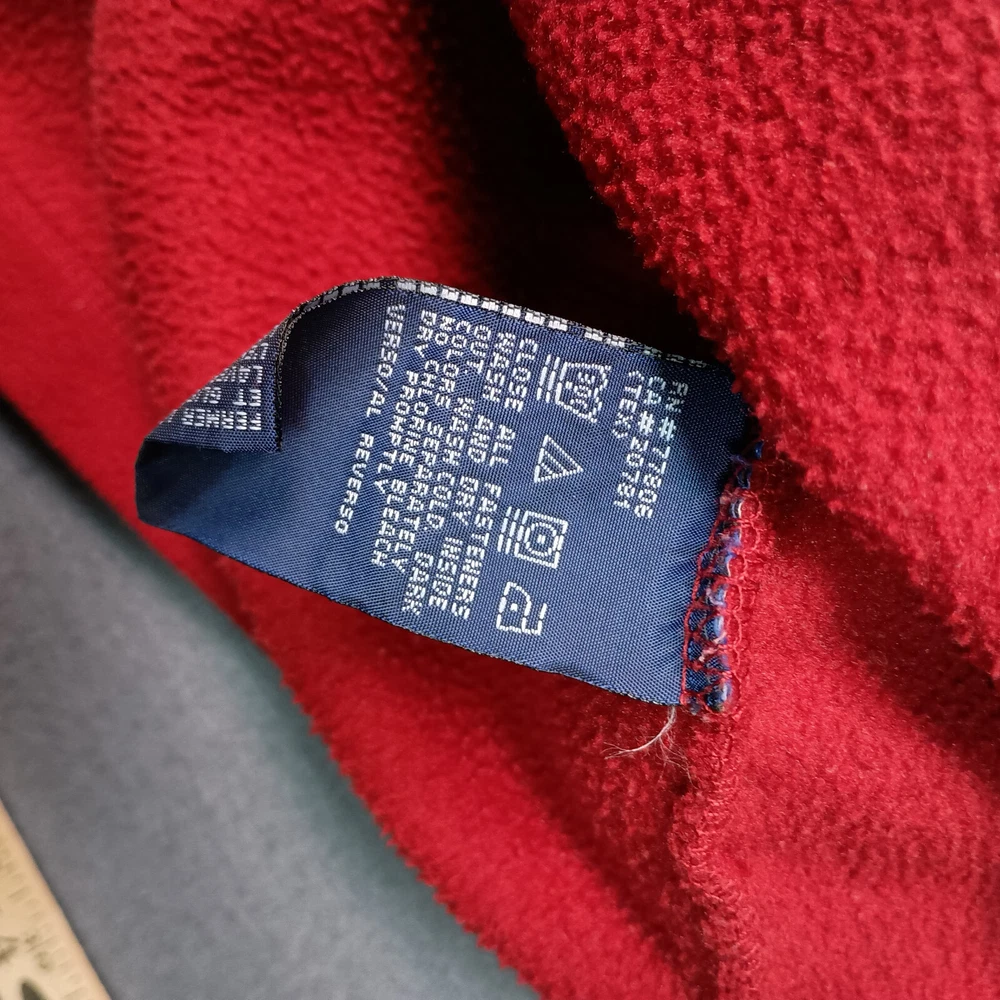 RN # 77806
CA# 20781
(TEX)
CLOSE ALL FASTENERS
WASH AND DRY INSIDE
OUT. WASH COLD. DARK
COLORS SEPARATELY
NO CHLORINE BLEACH
DRY PROMPTLY
VERSO/AL REVERSO
FERMER
ET